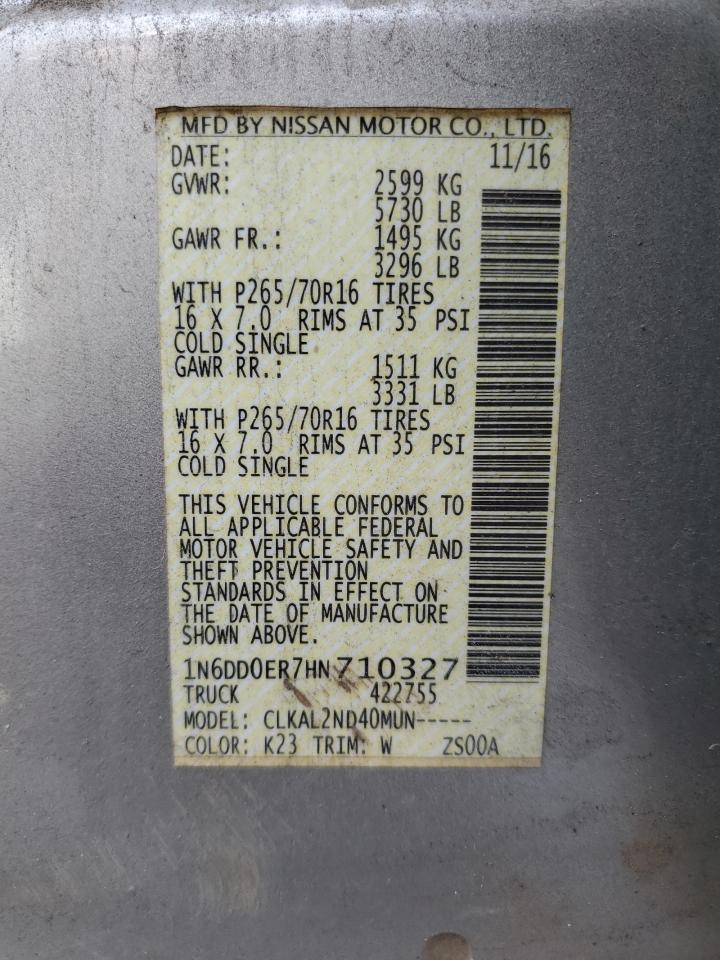 MFD BY NISSAN MOTOR CO., LTD.
DATE: 11/16
GVWR: 2599 KG
5730 LB
GAWR FR.: 1495 KG
3296 LB
WITH P265/70R16 TIRES
16 X 7.0 RIMS AT 35 PSI
COLD SINGLE
GAWR RR.: 1511 KG
3331 LB
WITH P265/70R16 TIRES
16 X 7.0 RIMS AT 35 PSI
COLD SINGLE
THIS VEHICLE CONFORMS TO
ALL APPLICABLE FEDERAL
MOTOR VEHICLE SAFETY AND
THEFT PREVENTION
STANDARDS IN EFFECT ON
THE DATE OF MANUFACTURE
SHOWN ABOVE.
1N6DD0ER7HN710327
TRUCK 422755
MODEL: CLKAL2ND40MUN-----
COLOR: K23 TRIM: W ZS00A